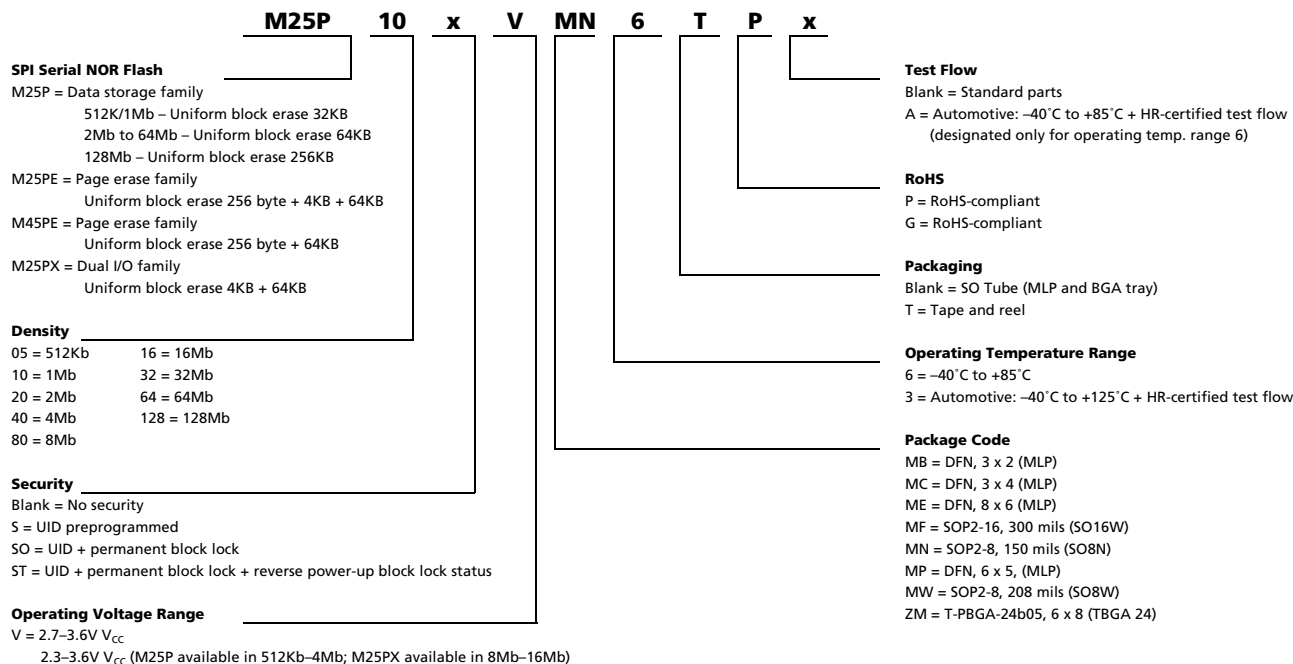 M25P 10 x V MN 6 T P x
SPI Serial NOR Flash
M25P = Data storage family
512K/1Mb – Uniform block erase 32KB
2Mb to 64Mb – Uniform block erase 64KB
128Mb – Uniform block erase 256KB
M25PE = Page erase family
Uniform block erase 256 byte + 4KB + 64KB
M45PE = Page erase family
Uniform block erase 256 byte + 64KB
M25PX = Dual I/O family
Uniform block erase 4KB + 64KB
Density
05 = 512Kb 16 = 16Mb
10 = 1Mb 32 = 32Mb
20 = 2Mb 64 = 64Mb
40 = 4Mb 128 = 128Mb
80 = 8Mb
Security
Blank = No security
S = UID preprogrammed
SO = UID + permanent block lock
ST = UID + permanent block lock + reverse power-up block lock status
Operating Voltage Range
V = 2.7–3.6V VCC
2.3–3.6V VCC (M25P available in 512Kb–4Mb; M25PX available in 8Mb–16Mb)
Test Flow
Blank = Standard parts
A = Automotive: –40˚C to +85˚C + HR-certified test flow
(designated only for operating temp. range 6)
RoHS
P = RoHS-compliant
G = RoHS-compliant
Packaging
Blank = SO Tube (MLP and BGA tray)
T = Tape and reel
Operating Temperature Range
6 = –40˚C to +85˚C
3 = Automotive: –40˚C to +125˚C + HR-certified test flow
Package Code
MB = DFN, 3 x 2 (MLP)
MC = DFN, 3 x 4 (MLP)
ME = DFN, 8 x 6 (MLP)
MF = SOP2-16, 300 mils (SO16W)
MN = SOP2-8, 150 mils (SO8N)
MP = DFN, 6 x 5, (MLP)
MW = SOP2-8, 208 mils (SO8W)
ZM = T-PBGA-24b05, 6 x 8 (TBGA 24)